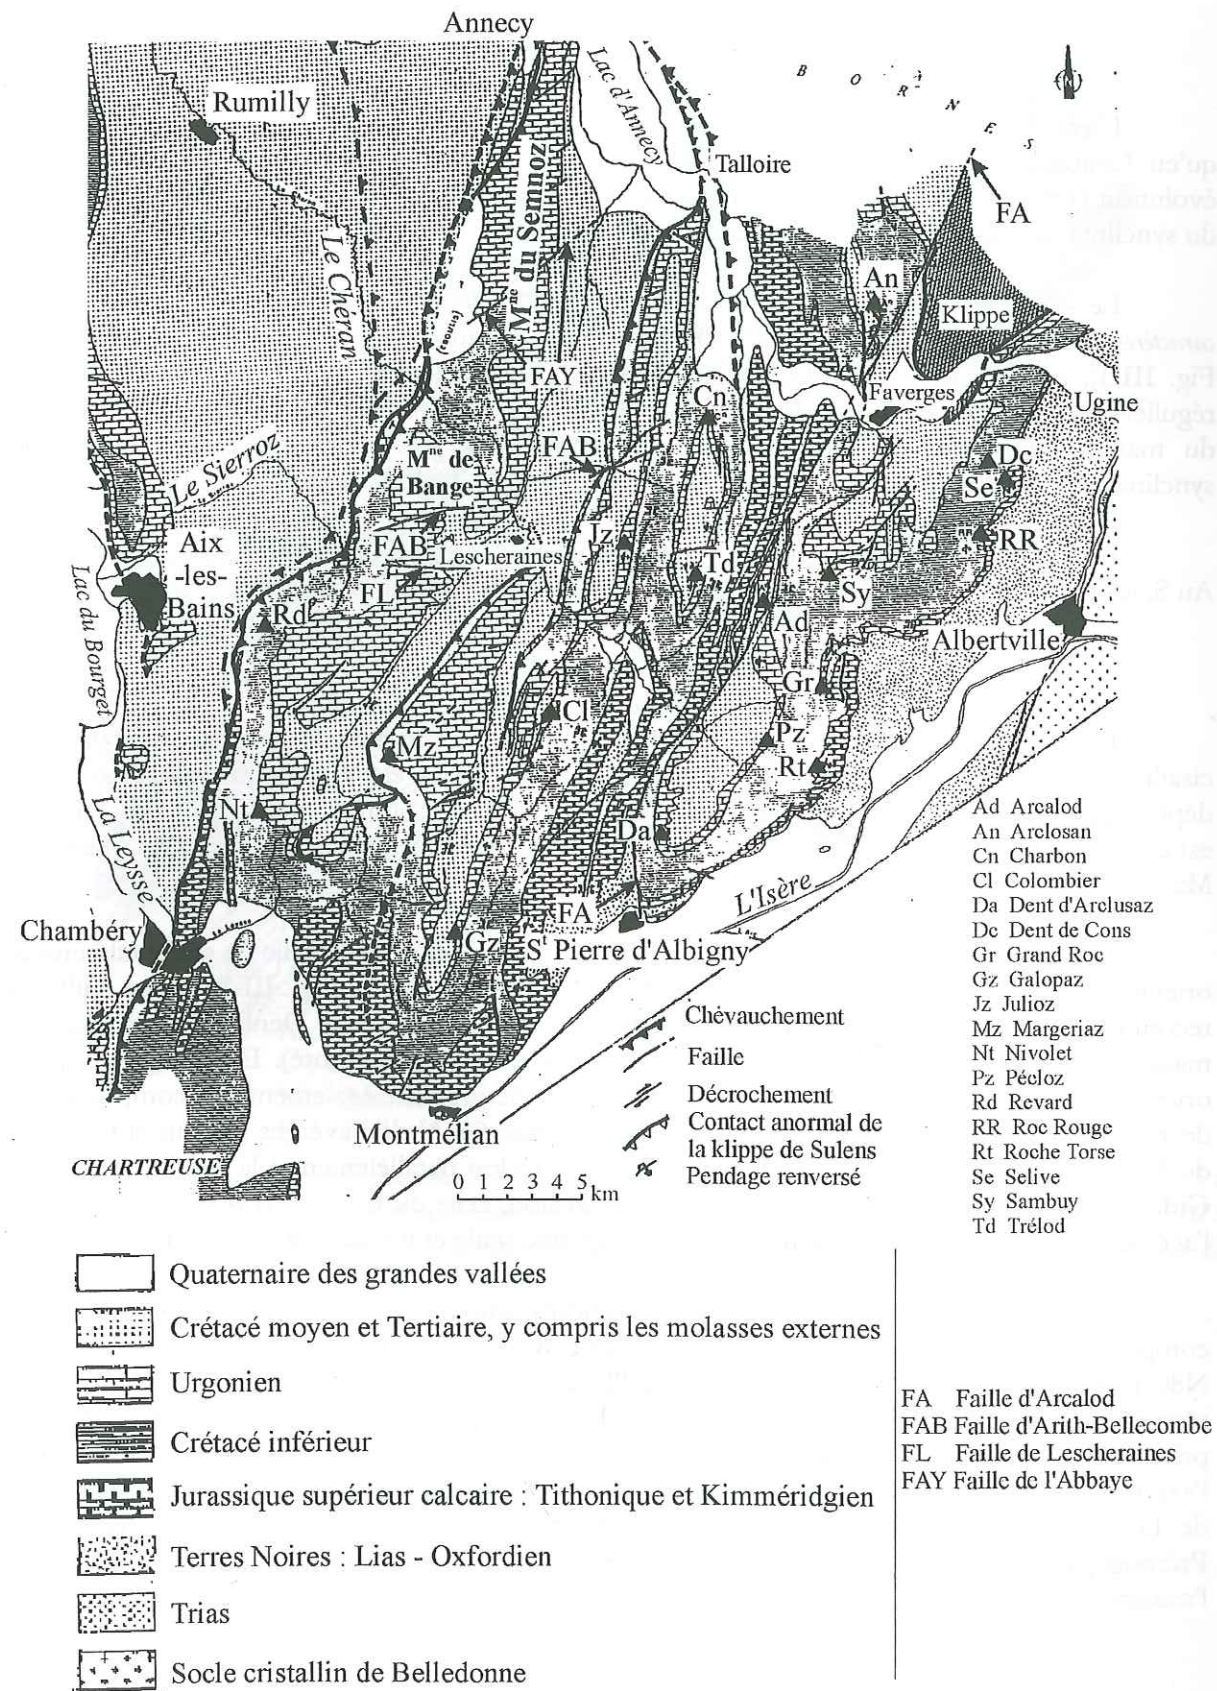 Annecy
Rumilly
Lac d'Annecy
B O R N E S
Talloire
FA
Mne du Semnoz
Le Chéran
An
Klippe
FAY
Faverges
Ugine
Cn
Le Sierroz
Mne de
Bange
FAB
Dc
Se
Aix
-les-
Bains
FAB
Lescheraines
Jz
RR
FL
Td
Sy
Lac du Bourget
Rd
Ad
Albertville
Gr
Cl
Mz
Pz
Rt
Nt
La Leysse
Da
L'Isère
FA
Chambéry
Gz
St Pierre d'Albigny
Montmélian
CHARTREUSE
Ad Arcalod
An Arclosan
Cn Charbon
Cl Colombier
Da Dent d'Arclusaz
Dc Dent de Cons
Gr Grand Roc
Gz Galopaz
Jz Julioz
Mz Margeriaz
Nt Nivolet
Pz Pécloz
Rd Revard
RR Roc Rouge
Rt Roche Torse
Se Selive
Sy Sambuy
Td Trélod
Chevauchement
Faille
Décrochement
Contact anormal de
la klippe de Sulens
Pendage renversé
0 1 2 3 4 5 km
Quaternaire des grandes vallées
Crétacé moyen et Tertiaire, y compris les molasses externes
Urgonien
Crétacé inférieur
Jurassique supérieur calcaire : Tithonique et Kimméridgien
Terres Noires : Lias - Oxfordien
Trias
Socle cristallin de Belledonne
FA Faille d'Arcalod
FAB Faille d'Arith-Bellecombe
FL Faille de Lescheraines
FAY Faille de l'Abbaye